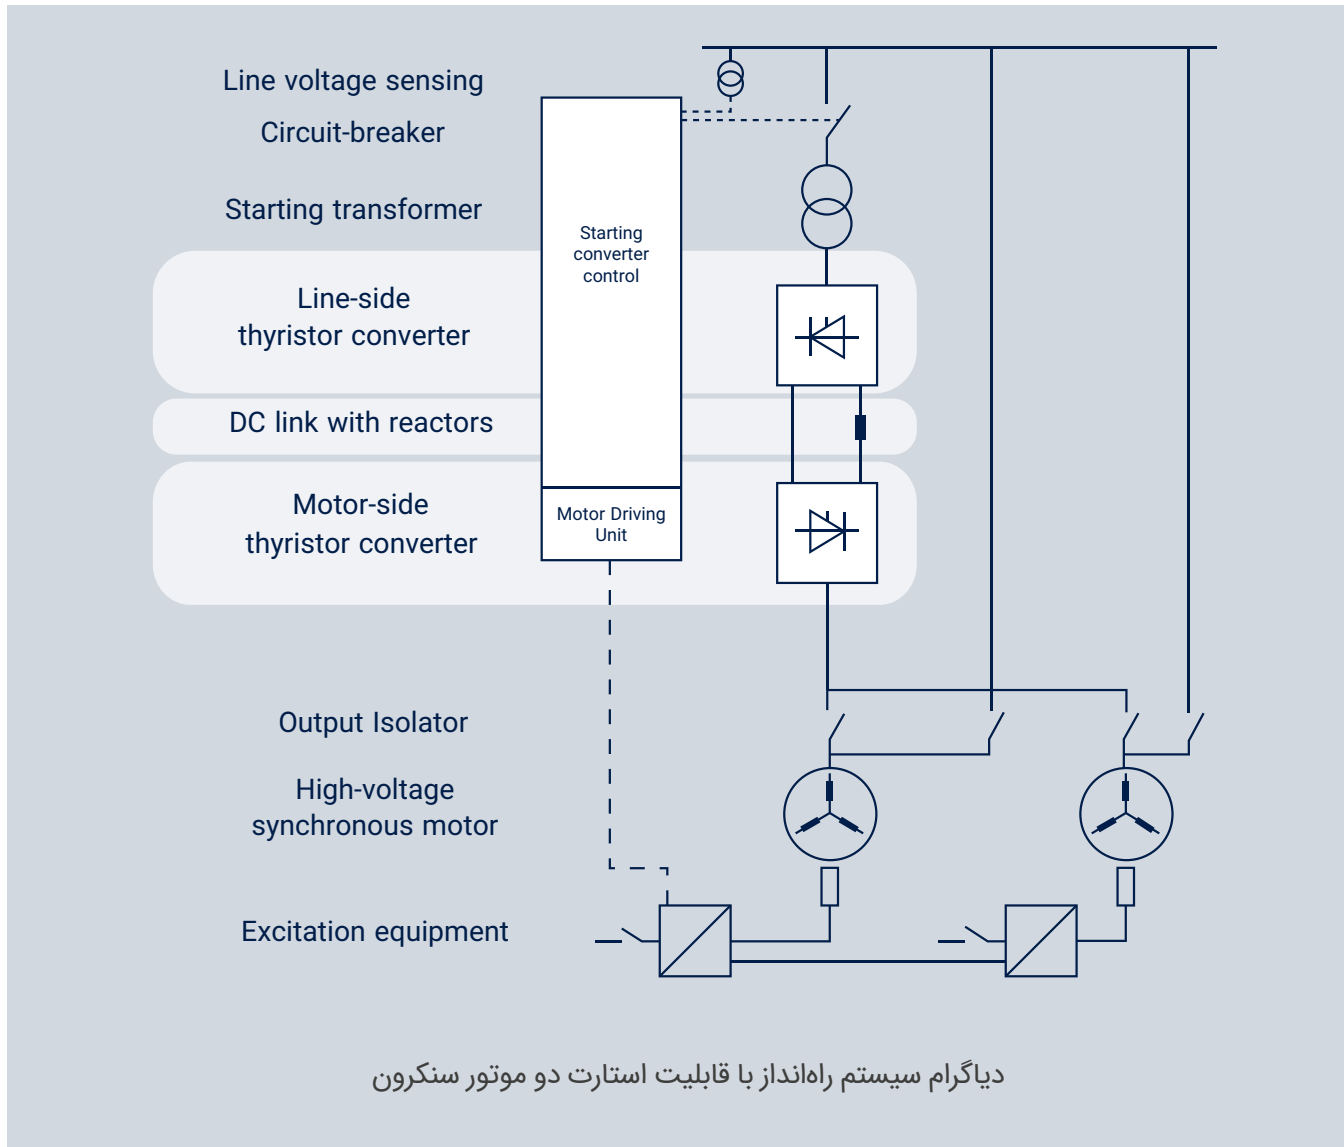 Line voltage sensing
Circuit-breaker
Starting transformer
Starting
converter
control
Line-side
thyristor converter
DC link with reactors
Motor-side
thyristor converter
Motor Driving
Unit
Output Isolator
High-voltage
synchronous motor
Excitation equipment
دیاگرام سیستم راه‌انداز با قابلیت استارت دو موتور سنکرون